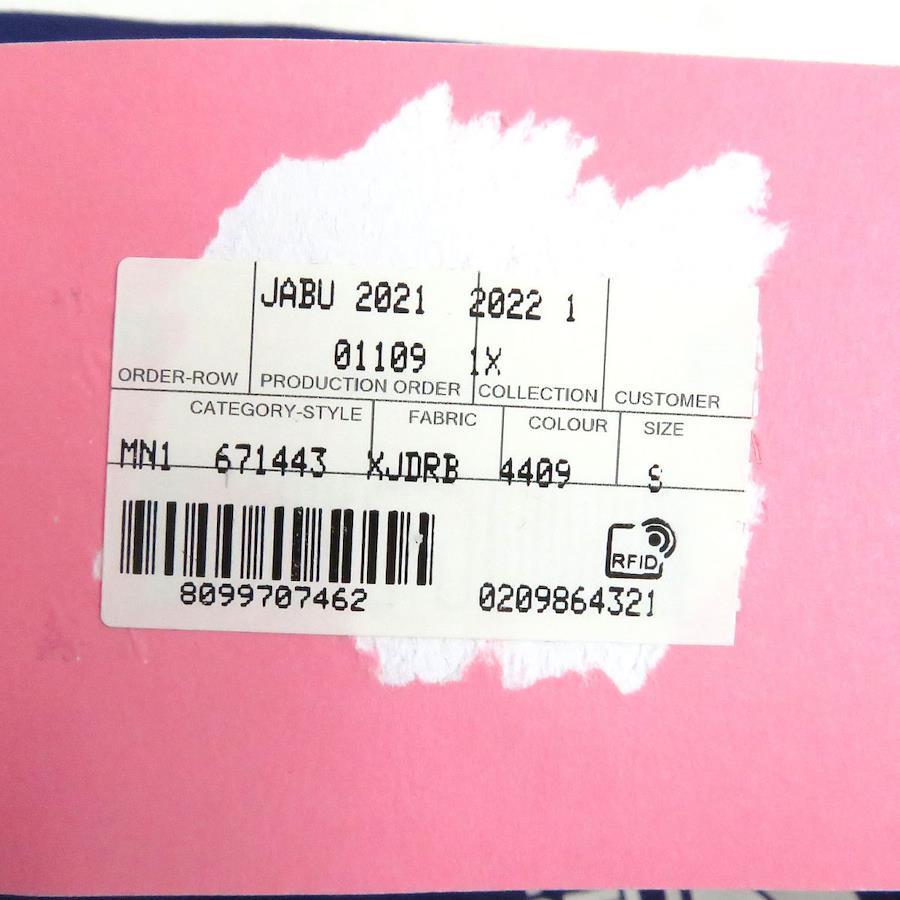 JABU 2021 2022 1
01109 1X
ORDER-ROW PRODUCTION ORDER COLLECTION CUSTOMER
CATEGORY-STYLE FABRIC COLOUR SIZE
MN1 671443 XJDRB 4409 S
RFID
8099707462 0209864321